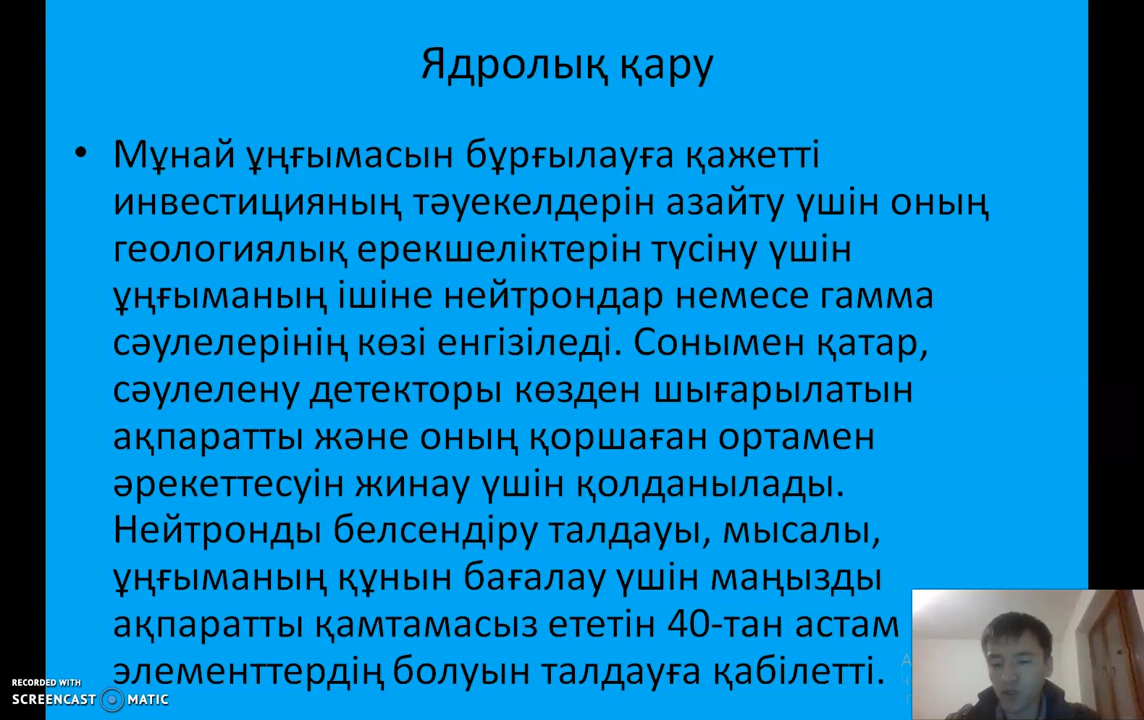 Ядролық қару
• Мұнай ұңғымасын бұрғылауға қажетті
инвестицияның тәуекелдерін азайту үшін оның
геологиялық ерекшеліктерін түсіну үшін
ұңғыманың ішіне нейтрондар немесе гамма
сәулелерінің көзі енгізіледі. Сонымен қатар,
сәулелену детекторы көзден шығарылатын
ақпаратты және оның қоршаған ортамен
әрекеттесуін жинау үшін қолданылады.
Нейтронды белсендіру талдауы, мысалы,
ұңғыманың құнын бағалау үшін маңызды
ақпаратты қамтамасыз ететін 40-тан астам
элементтердің болуын талдауға қабілетті.
RECORDED WITH
SCREENCAST MATIC